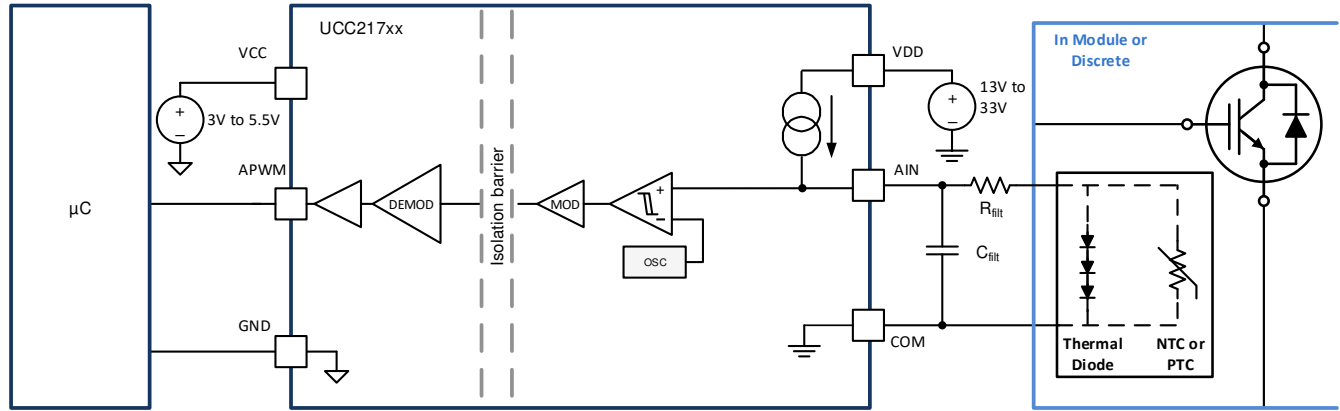 UCC217xx
In Module or
Discrete
VCC
VDD
3V to 5.5V
13V to
33V
APWM
AIN
µC
DEMOD
Isolation barrier
MOD
+
−
OSC
Rfilt
Cfilt
GND
COM
Thermal
Diode
NTC or
PTC